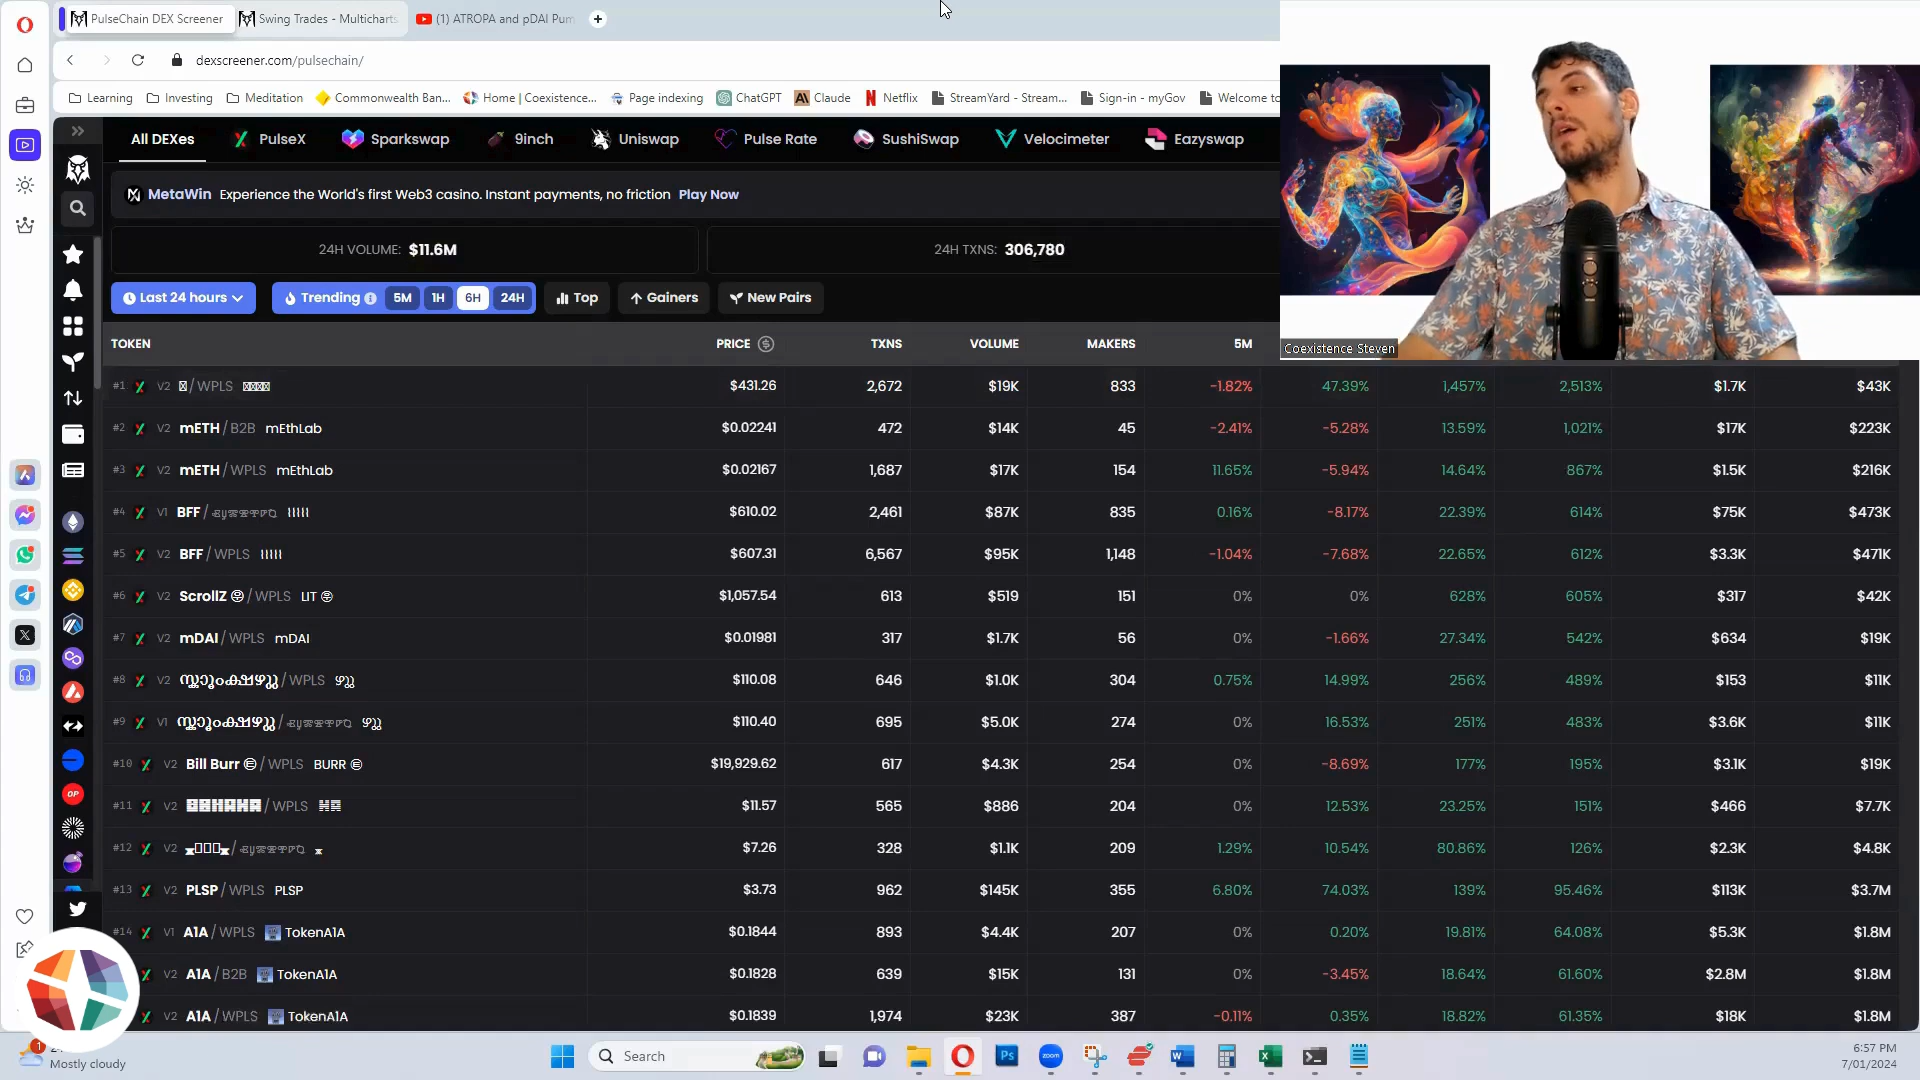 PulseChain DEX Screener
Swing Trades - Multicharts
(1) ATROPA and pDAI Pum
dexscreener.com/pulsechain/
Learning Investing Meditation Commonwealth Ban... Home | Coexistence... Page indexing ChatGPT Claude Netflix StreamYard - Stream... Sign-in - myGov Welcome to
All DEXes PulseX Sparkswap 9inch Uniswap Pulse Rate SushiSwap Velocimeter Eazyswap
MetaWin Experience the World's first Web3 casino. Instant payments, no friction Play Now
24H VOLUME: $11.6M 24H TXNS: 306,780
Last 24 hours Trending 5M 1H 6H 24H Top Gainers New Pairs
Coexistence Steven
TOKEN PRICE TXNS VOLUME MAKERS 5M
#1 V2 /WPLS $431.26 2,672 $19K 833 -1.82% 47.39% 1,457% 2,513% $1.7K $43K
#2 V2 mETH/B2B mEthLab $0.02241 472 $14K 45 -2.41% -5.28% 13.59% 1,021% $17K $223K
#3 V2 mETH/WPLS mEthLab $0.02167 1,687 $17K 154 11.65% -5.94% 14.64% 867% $1.5K $216K
#4 V1 BFF/ $610.02 2,461 $87K 835 0.16% -8.17% 22.39% 614% $75K $473K
#5 V2 BFF/WPLS $607.31 6,567 $95K 1,148 -1.04% -7.68% 22.65% 612% $3.3K $471K
#6 V2 ScrollZ /WPLS LIT $1,057.54 613 $519 151 0% 0% 628% 605% $317 $42K
#7 V2 mDAI/WPLS mDAI $0.01981 317 $1.7K 56 0% -1.66% 27.34% 542% $634 $19K
#8 V2 /WPLS $110.08 646 $1.0K 304 0.75% 14.99% 256% 489% $153 $11K
#9 V1 $110.40 695 $5.0K 274 0% 16.53% 251% 483% $3.6K $11K
#10 V2 Bill Burr /WPLS BURR $19,929.62 617 $4.3K 254 0% -8.69% 177% 195% $3.1K $19K
#11 V2 /WPLS $11.57 565 $886 204 0% 12.53% 23.25% 151% $466 $7.7K
#12 V2 $7.26 328 $1.1K 209 1.29% 10.54% 80.86% 126% $2.3K $4.8K
#13 V2 PLSP/WPLS PLSP $3.73 962 $145K 355 6.80% 74.03% 139% 95.46% $113K $3.7M
#14 V1 A1A/WPLS TokenA1A $0.1844 893 $4.4K 207 0% 0.20% 19.81% 64.08% $5.3K $1.8M
V2 A1A/B2B TokenA1A $0.1828 639 $15K 131 0% -3.45% 18.64% 61.60% $2.8M $1.8M
V2 A1A/WPLS TokenA1A $0.1839 1,974 $23K 387 -0.11% 0.35% 18.82% 61.35% $18K $1.8M
OP
1
Mostly cloudy
Search
Ps
zoom
6:57 PM
7/01/2024